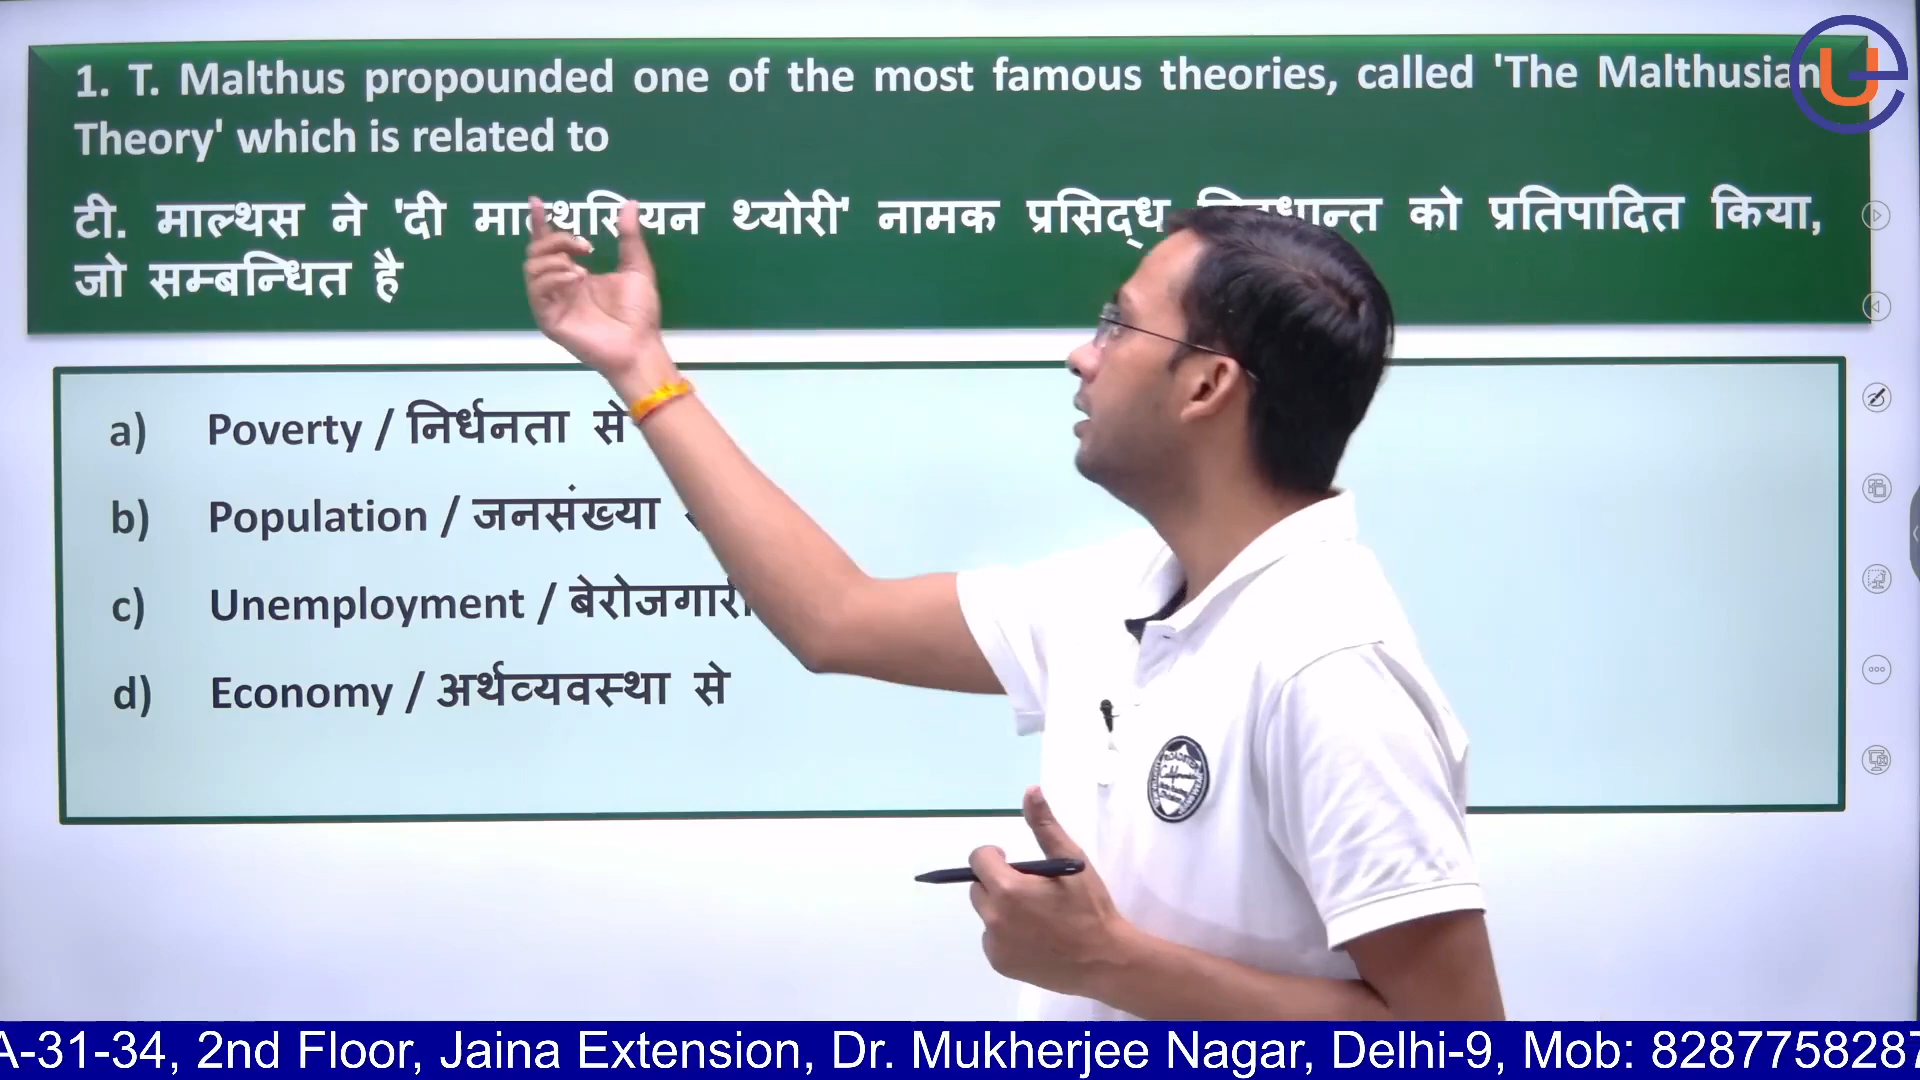 1. T. Malthus propounded one of the most famous theories, called 'The Malthusian
Theory' which is related to
टी. माल्थस ने 'दी माल्थुसियन थ्योरी' नामक प्रसिद्ध को प्रतिपादित किया,
जो सम्बन्धित है
a) Poverty / निर्धनता से
b) Population / जनसंख्या
c) Unemployment / बेरोजगारी
d) Economy / अर्थव्यवस्था से
A-31-34, 2nd Floor, Jaina Extension, Dr. Mukherjee Nagar, Delhi-9, Mob: 8287758287